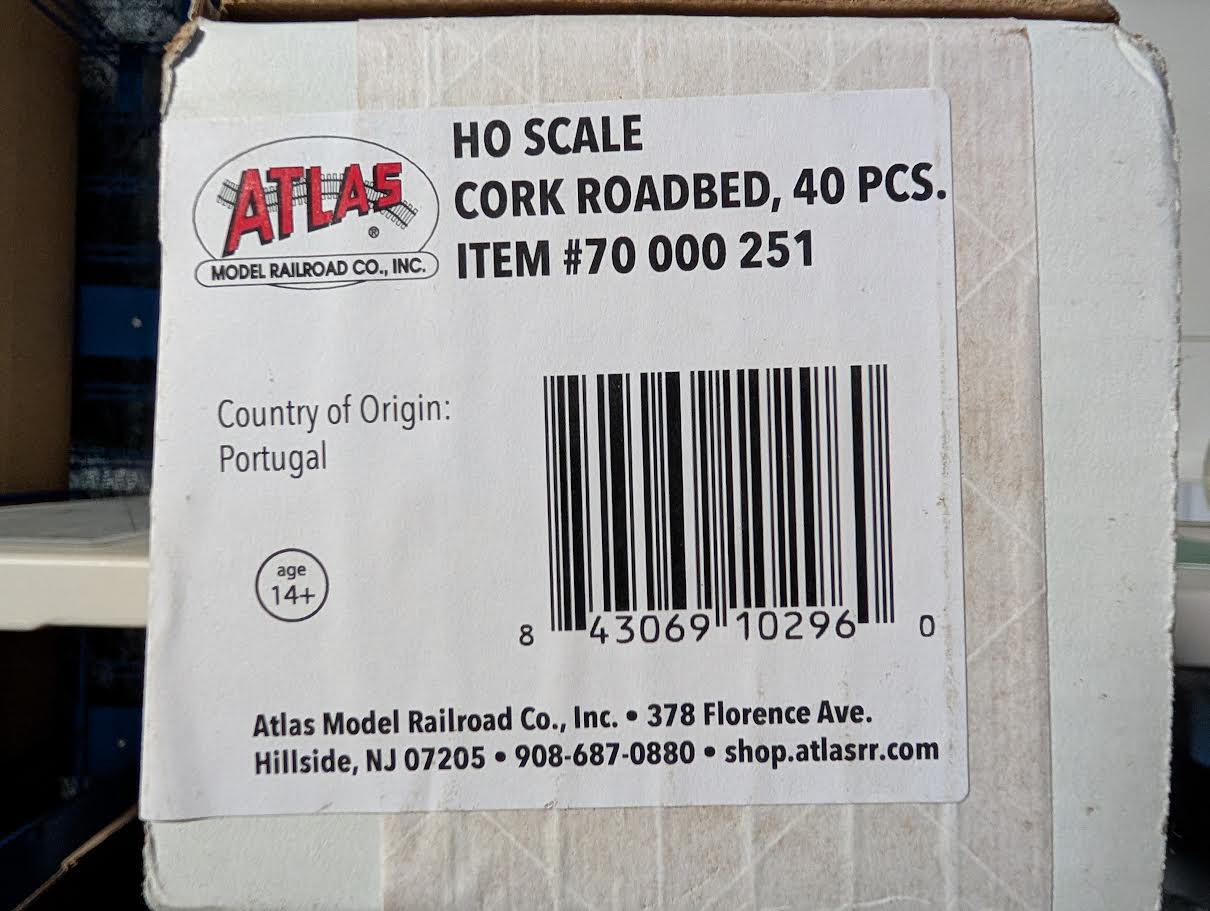 ATLAS
®
MODEL RAILROAD CO., INC.
HO SCALE
CORK ROADBED, 40 PCS.
ITEM #70 000 251
Country of Origin:
Portugal
age
14+
8 43069 10296 0
Atlas Model Railroad Co., Inc. • 378 Florence Ave.
Hillside, NJ 07205 • 908-687-0880 • shop.atlasrr.com